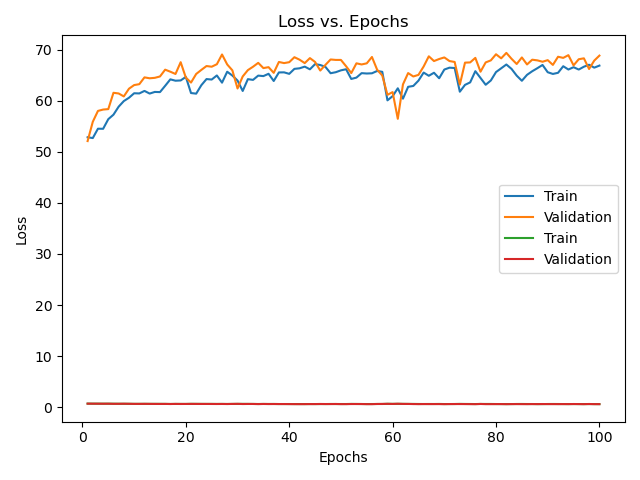 Loss vs. Epochs
70
60
50
40
30
20
10
0
Loss
Train
Validation
Train
Validation
0 20 40 60 80 100
Epochs